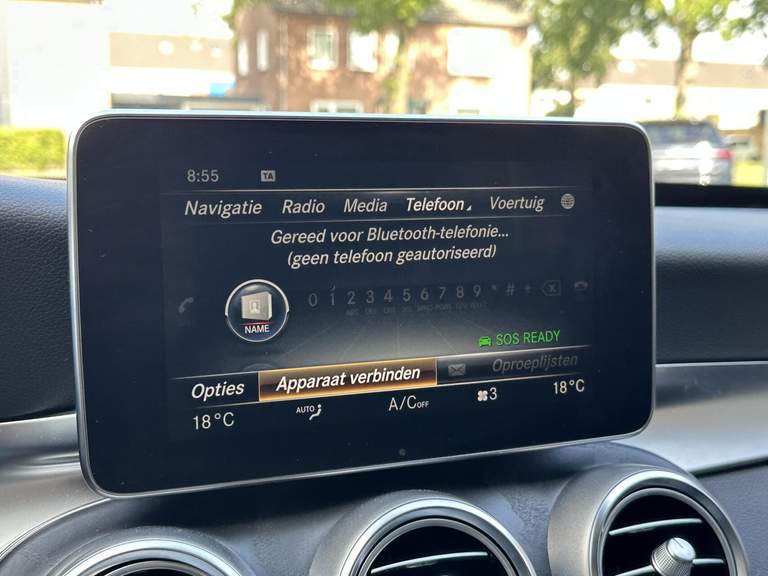 8:55 TA
Navigatie Radio Media Telefoon Voertuig
Gereed voor Bluetooth-telefonie...
(geen telefoon geautoriseerd)
0 1 2 3 4 5 6 7 8 9 * # +
NAME
SOS READY
Opties Apparaat verbinden Oproeplijsten
18°C AUTO A/C OFF 3 18°C